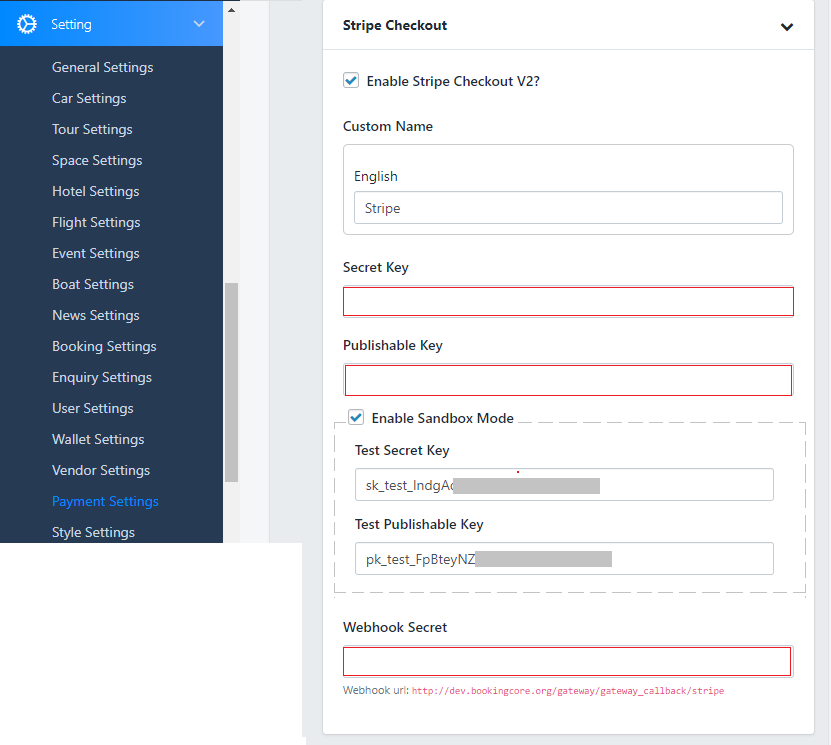 Setting
General Settings
Car Settings
Tour Settings
Space Settings
Hotel Settings
Flight Settings
Event Settings
Boat Settings
News Settings
Booking Settings
Enquiry Settings
User Settings
Wallet Settings
Vendor Settings
Payment Settings
Style Settings
Stripe Checkout
Enable Stripe Checkout V2?
Custom Name
English
Stripe
Secret Key
Publishable Key
Enable Sandbox Mode
Test Secret Key
Test Publishable Key
pk_test_FpBteyNZ
Webhook Secret
Webhook url: http://dev.bookingcore.org/gateway/gateway_callback/stripe